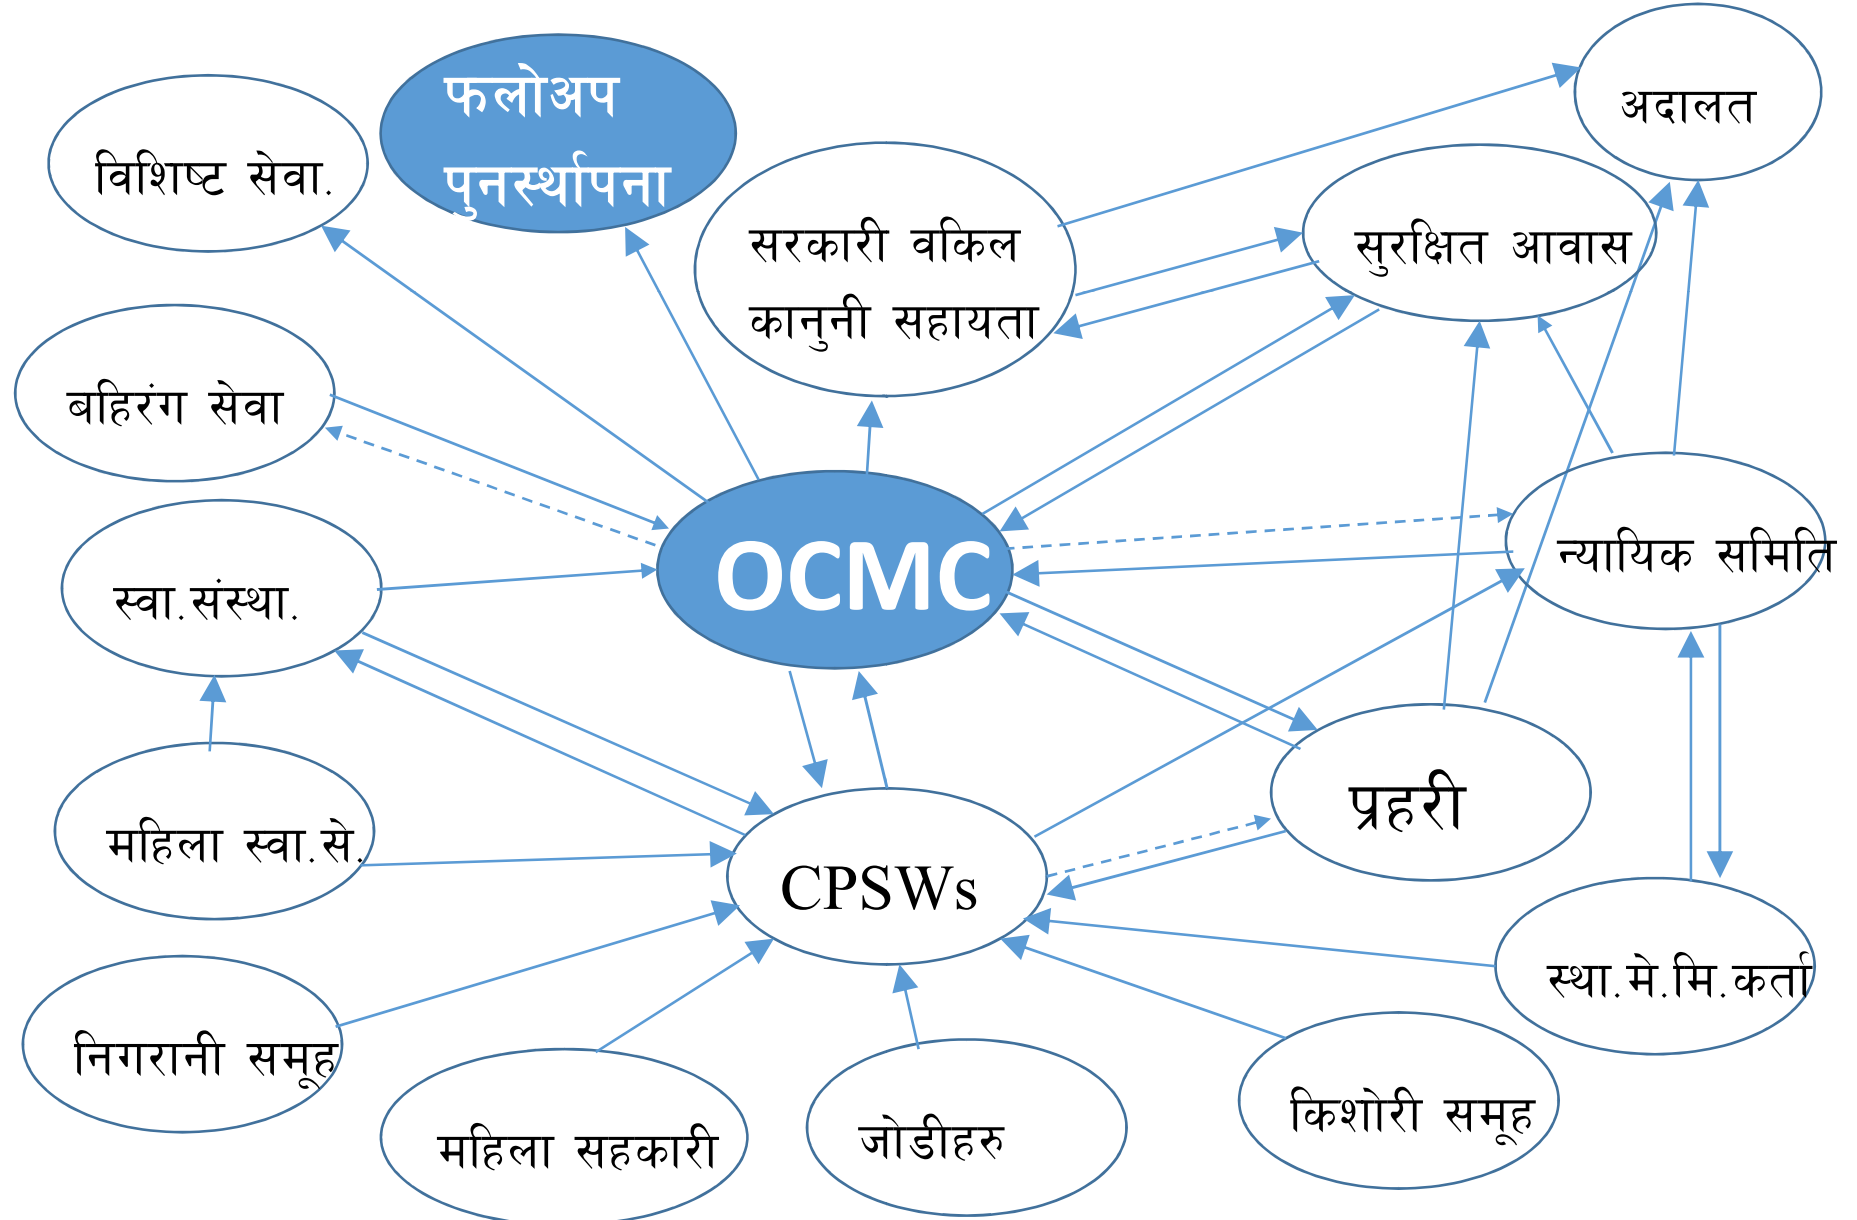 फलोअप
पुनर्स्थापना
अदालत
विशिष्ट सेवा.
सरकारी वकिल
कानुनी सहायता
सुरक्षित आवास
बहिरंग सेवा
OCMC
न्यायिक समिति
स्वा.संस्था.
प्रहरी
महिला स्वा.से.
CPSWs
स्था.मे.मि.कर्ता
निगरानी समूह
महिला सहकारी
जोडीहरु
किशोरी समूह